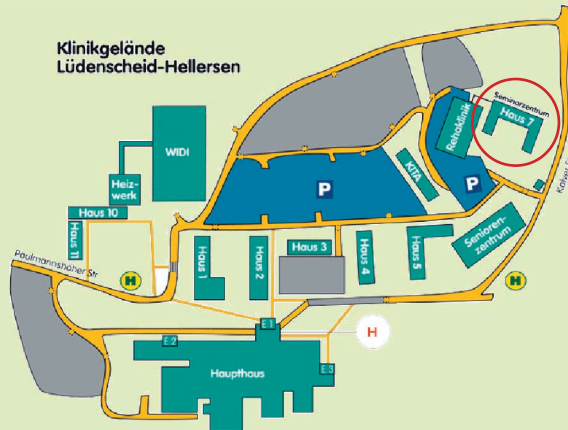 Klinikgelände
Lüdenscheid-Hellersen
Seminarzentrum
Haus 7
Rehaklinik
WIDI
KITA
P
P
Heiz-
werk
Haus 10
Haus 11
Haus 1
Haus 2
Haus 3
Haus 4
Haus 5
Senioren-
zentrum
Paulmannshöher Str
H
H
E 1
H
E 2
E 3
Haupthaus